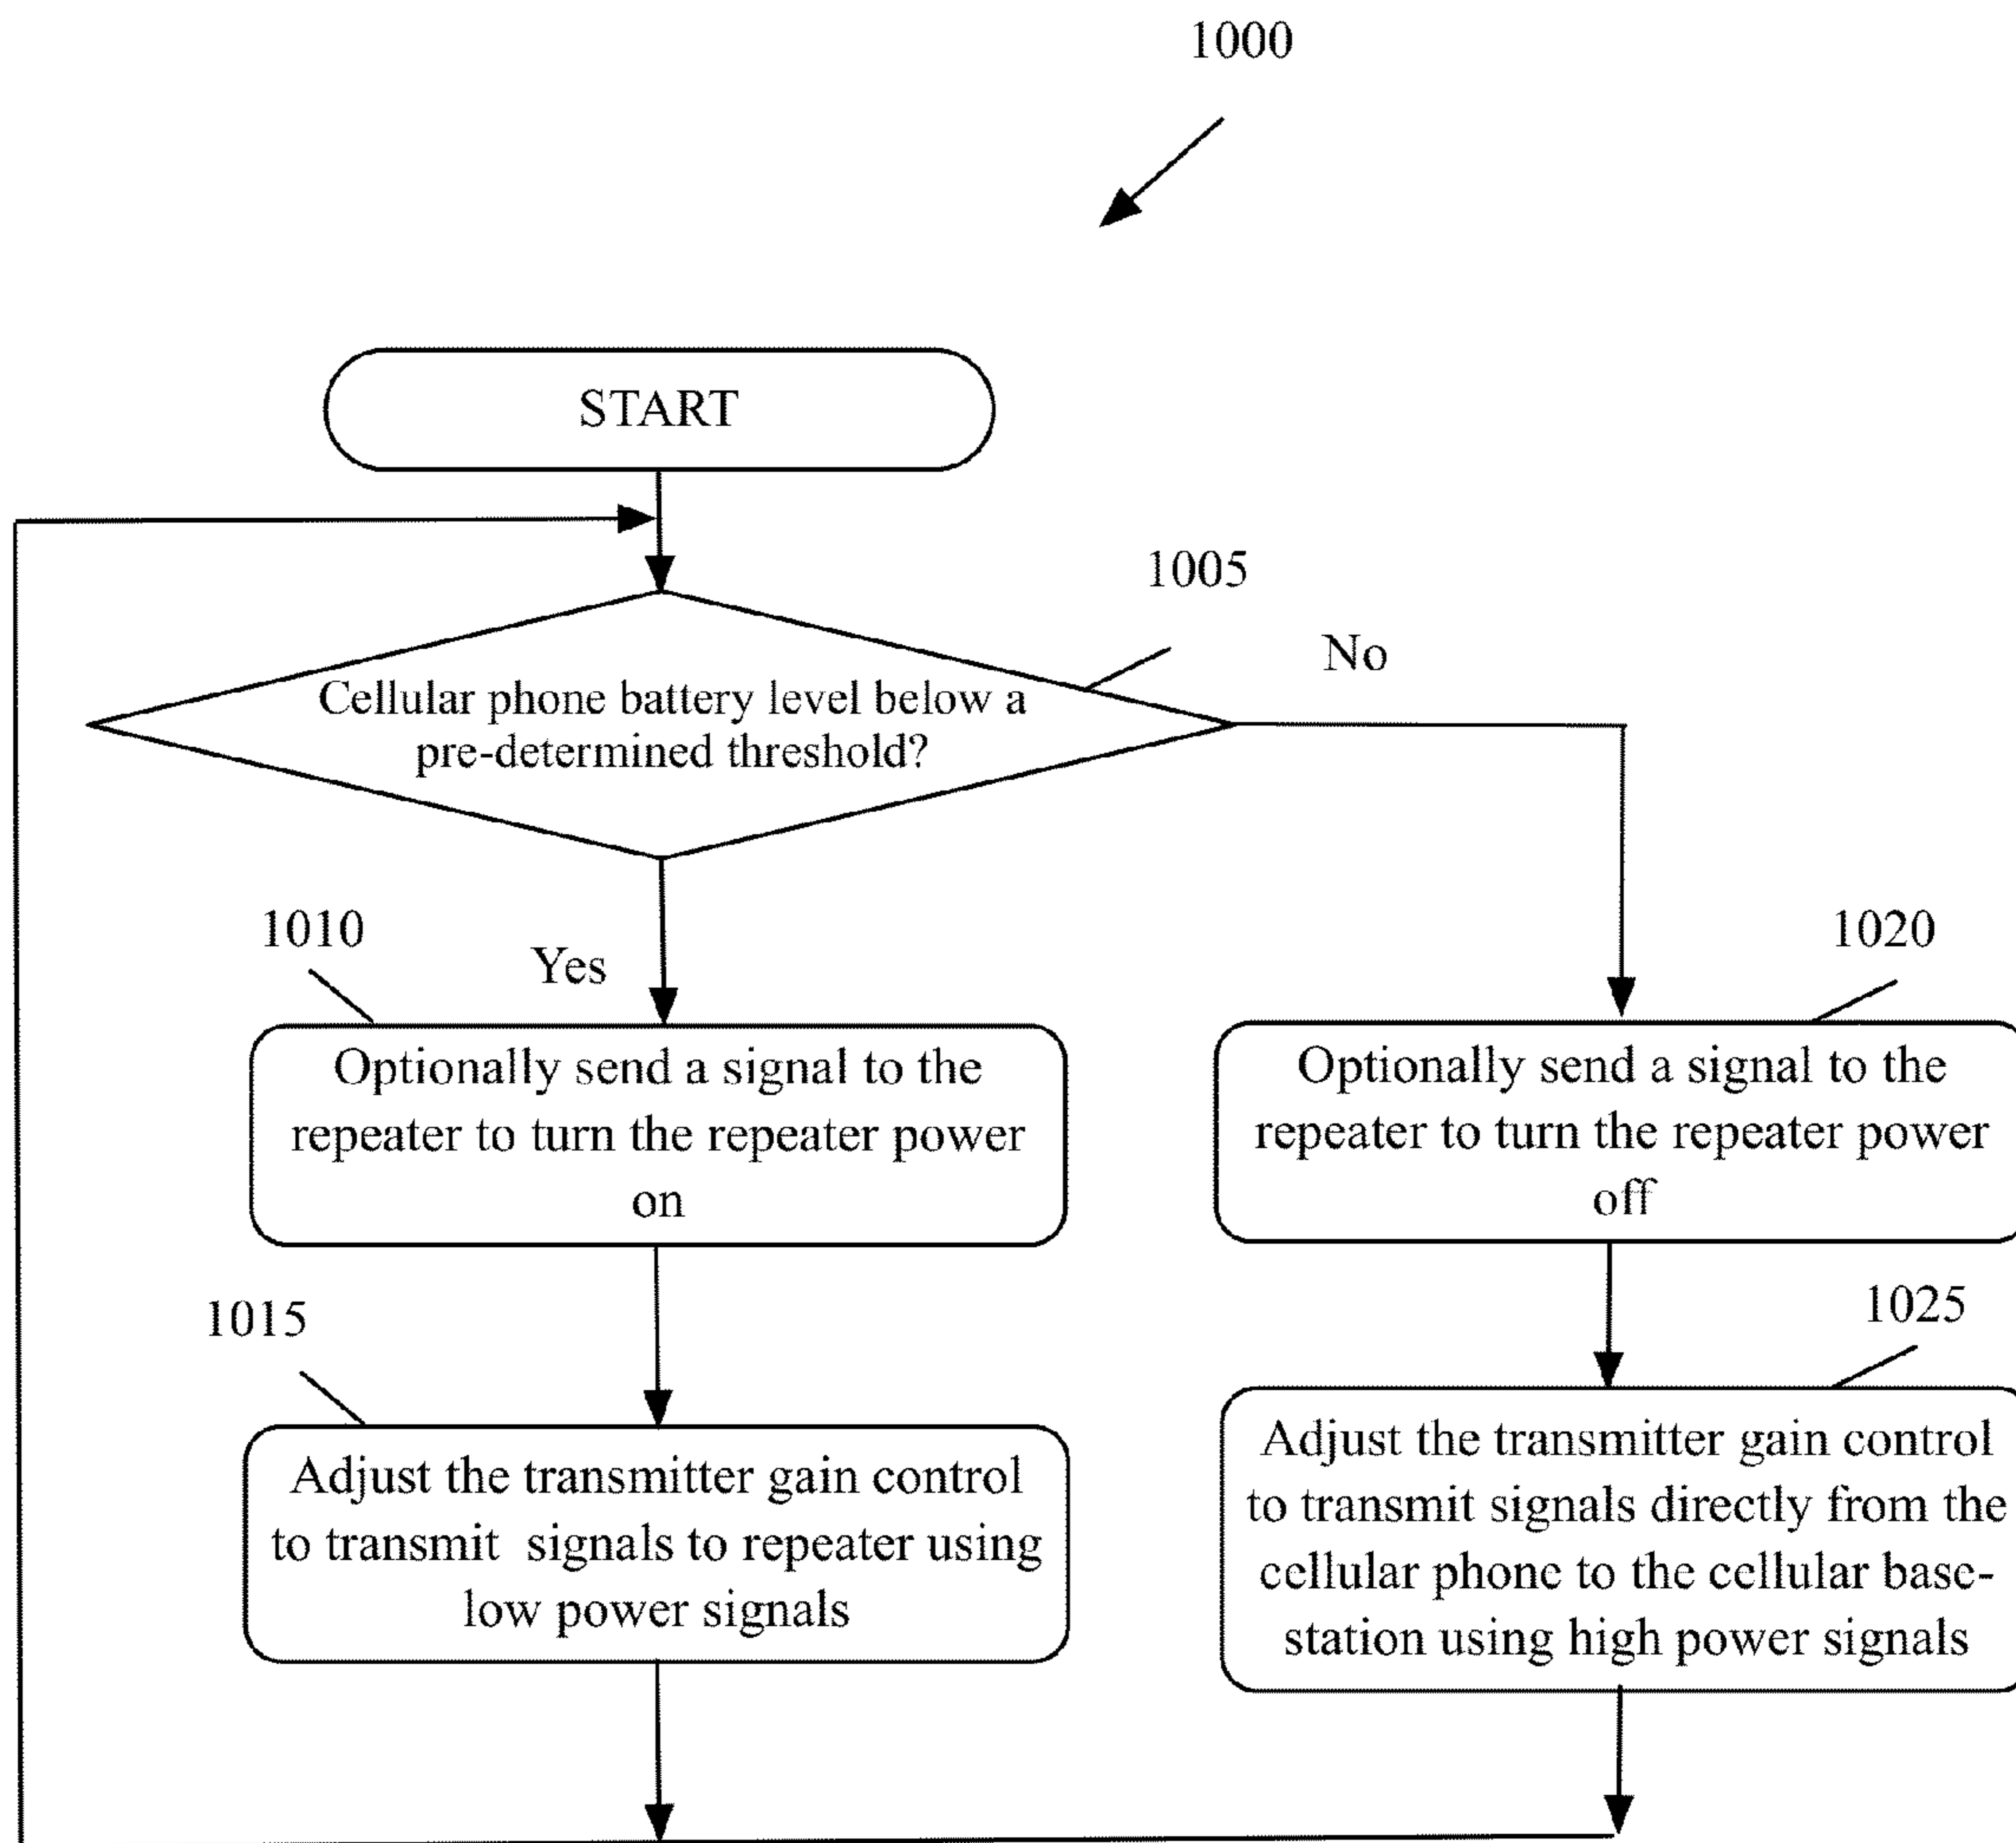 1000
START
1005
No
Cellular phone battery level below a
pre-determined threshold?
1010
Yes
1020
Optionally send a signal to the
repeater to turn the repeater power
on
Optionally send a signal to the
repeater to turn the repeater power
off
1015
1025
Adjust the transmitter gain control
to transmit signals to repeater using
low power signals
Adjust the transmitter gain control
to transmit signals directly from the
cellular phone to the cellular base-
station using high power signals